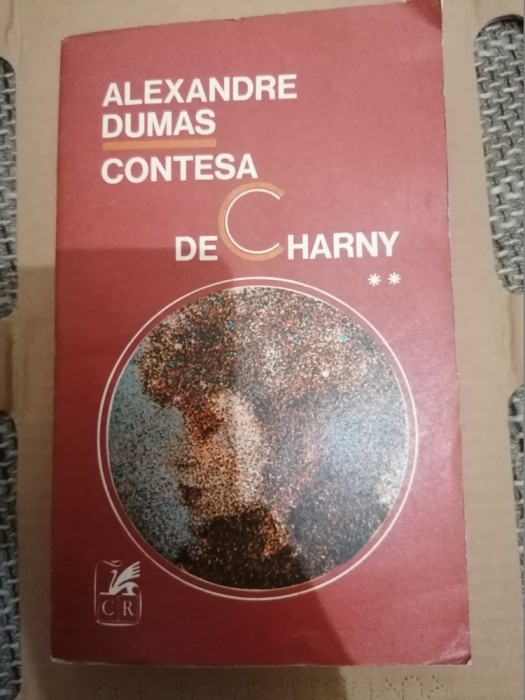 ALEXANDRE
DUMAS
CONTESA
DE CHARNY
**
CR